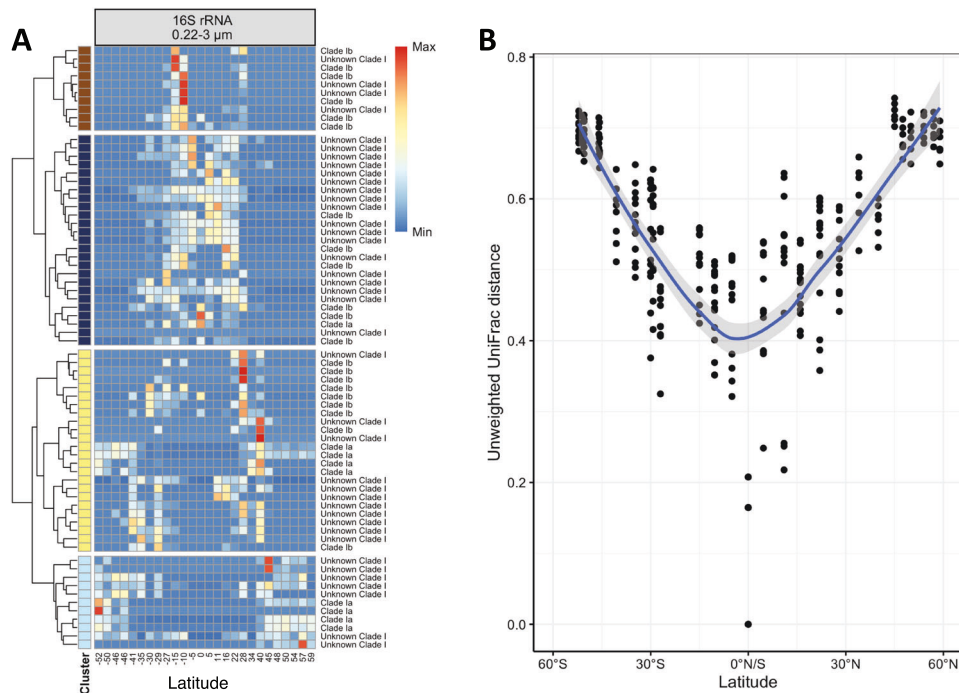 A
16S rRNA
0.22-3 µm
Clade Ib
Unknown Clade I
Clade Ib
Clade Ib
Unknown Clade I
Unknown Clade I
Clade Ib
Unknown Clade I
Clade Ib
Clade Ib
Unknown Clade I
Unknown Clade I
Unknown Clade I
Unknown Clade I
Unknown Clade I
Unknown Clade I
Unknown Clade I
Unknown Clade I
Unknown Clade I
Clade Ib
Unknown Clade I
Unknown Clade I
Unknown Clade I
Clade Ib
Unknown Clade I
Clade Ib
Unknown Clade I
Unknown Clade I
Unknown Clade I
Unknown Clade I
Clade Ib
Clade Ib
Clade Ia
Unknown Clade I
Clade Ib
Unknown Clade I
Clade Ib
Clade Ib
Clade Ib
Clade Ib
Clade Ib
Clade Ib
Clade Ib
Unknown Clade I
Clade Ib
Unknown Clade I
Clade Ia
Clade Ia
Clade Ia
Clade Ia
Unknown Clade I
Unknown Clade I
Unknown Clade I
Unknown Clade I
Unknown Clade I
Unknown Clade I
Unknown Clade I
Unknown Clade I
Clade Ib
Unknown Clade I
Unknown Clade I
Unknown Clade I
Unknown Clade I
Unknown Clade I
Clade Ia
Clade Ia
Clade Ia
Clade Ia
Unknown Clade I
Unknown Clade I
Cluster
-52 -50 -46 -46 -41 -35 -30 -29 -27 -15 -10 -5 0 5 11 16 22 28 34 40 45 48 50 54 57 59
Latitude
Max
Min
B
Unweighted UniFrac distance
0.8
0.6
0.4
0.2
0.0
60°S 30°S 0°N/S 30°N 60°N
Latitude